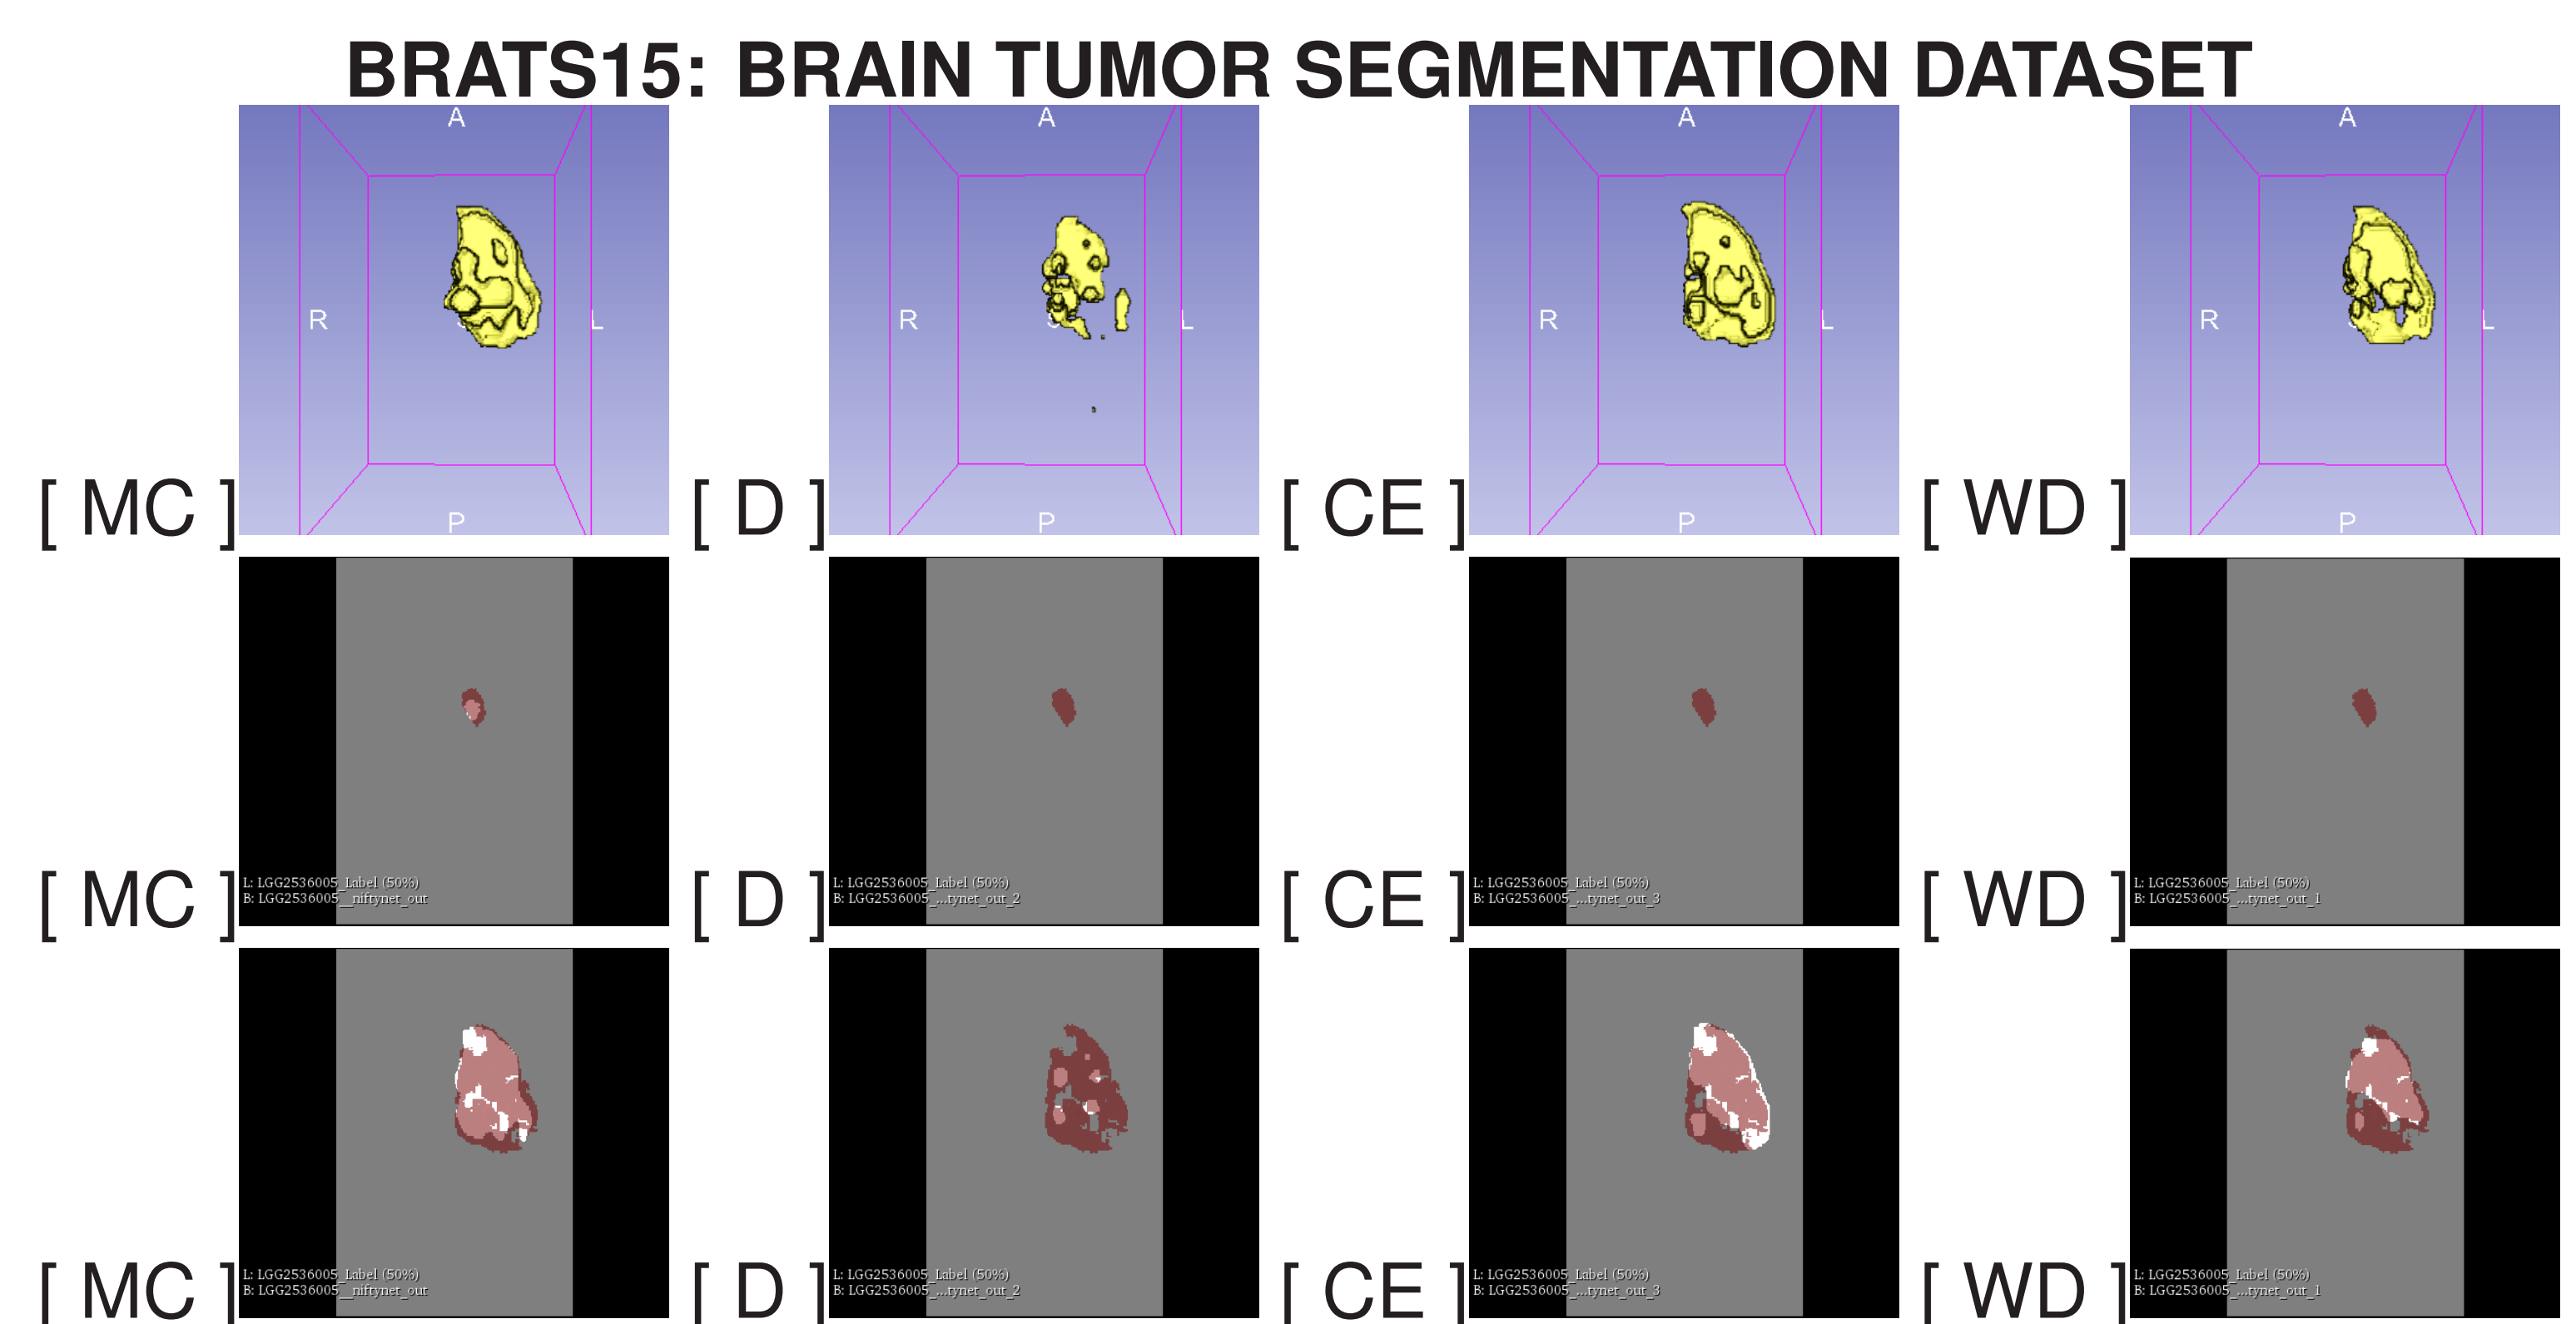 BRATS15: BRAIN TUMOR SEGMENTATION DATASET
A A A A
R L R L R L R L
P P P P
[ MC ] [ D ] [ CE ] [ WD ]
L: LGG2536005_Label (50%) L: LGG2536005_Label (50%) L: LGG2536005_Label (50%) L: LGG2536005_Label (50%)
B: LGG2536005__niftynet_out B: LGG2536005_...tynet_out_2 B: LGG2536005_...tynet_out_3 B: LGG2536005_...tynet_out_1
[ MC ] [ D ] [ CE ] [ WD ]
L: LGG2536005_Label (50%) L: LGG2536005_Label (50%) L: LGG2536005_Label (50%) L: LGG2536005_Label (50%)
B: LGG2536005__niftynet_out B: LGG2536005_...tynet_out_2 B: LGG2536005_...tynet_out_3 B: LGG2536005_...tynet_out_1
[ MC ] [ D ] [ CE ] [ WD ]